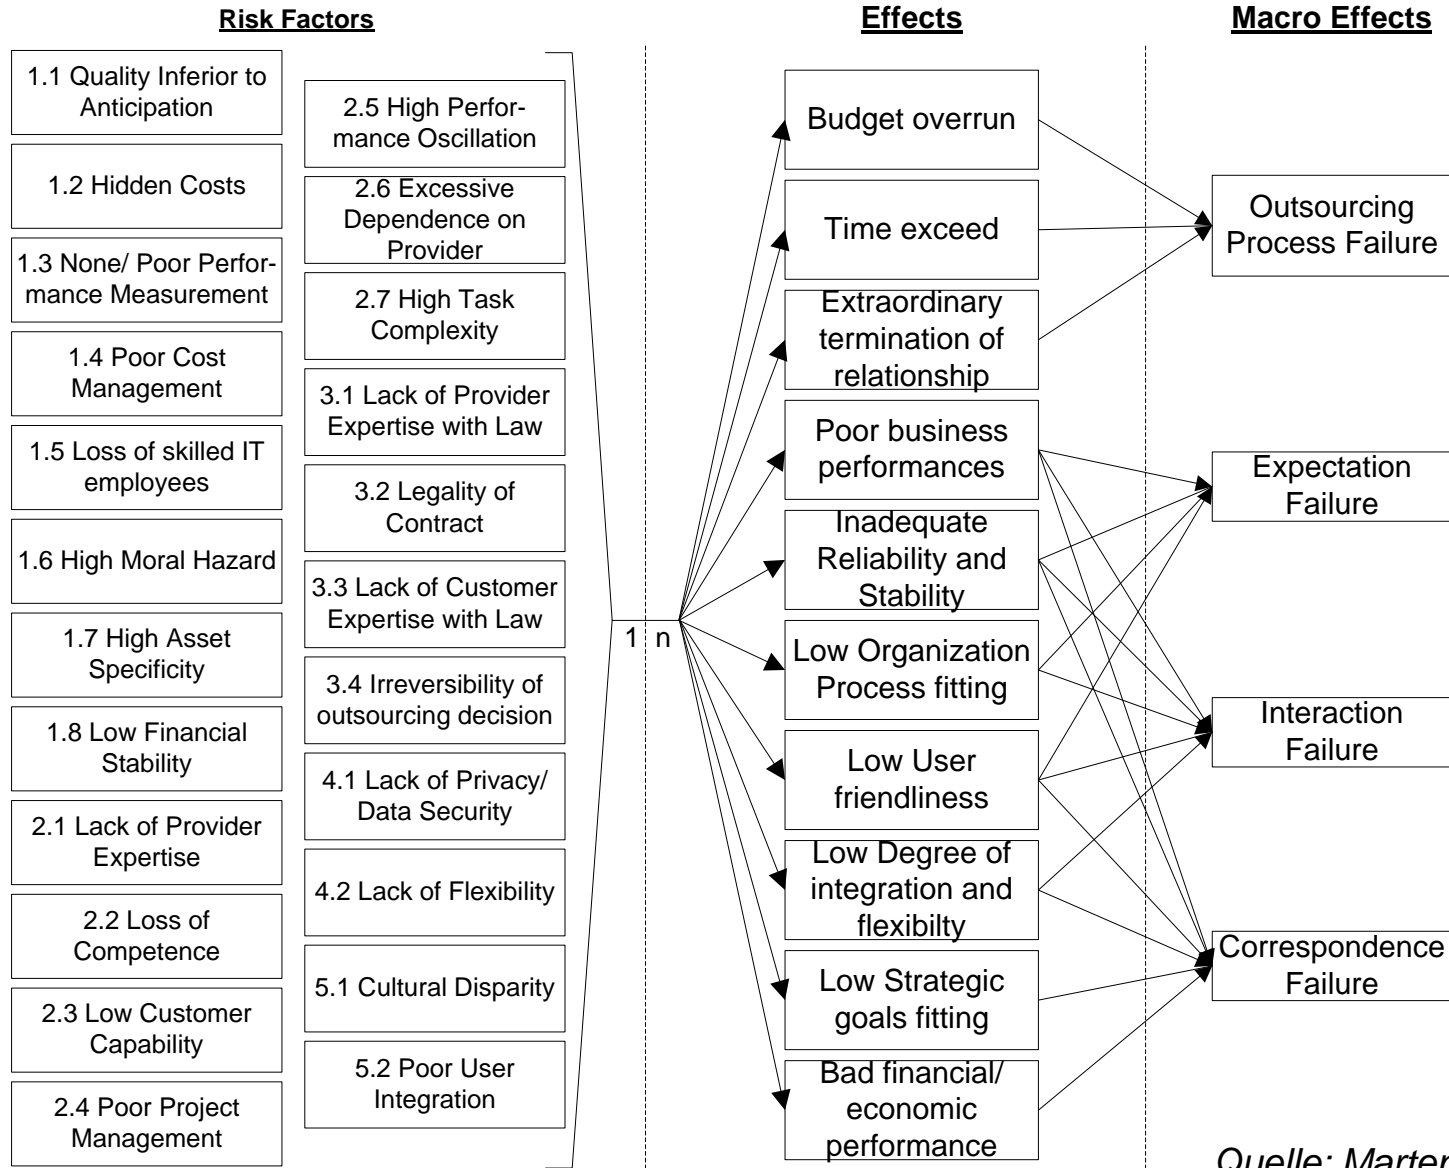 Risk Factors
1.1 Quality Inferior to
Anticipation
1.2 Hidden Costs
1.3 None/ Poor Perfor-
mance Measurement
1.4 Poor Cost
Management
1.5 Loss of skilled IT
employees
1.6 High Moral Hazard
1.7 High Asset
Specificity
1.8 Low Financial
Stability
2.1 Lack of Provider
Expertise
2.2 Loss of
Competence
2.3 Low Customer
Capability
2.4 Poor Project
Management
2.5 High Perfor-
mance Oscillation
2.6 Excessive
Dependence on
Provider
2.7 High Task
Complexity
3.1 Lack of Provider
Expertise with Law
3.2 Legality of
Contract
3.3 Lack of Customer
Expertise with Law
3.4 Irreversibility of
outsourcing decision
4.1 Lack of Privacy/
Data Security
4.2 Lack of Flexibility
5.1 Cultural Disparity
5.2 Poor User
Integration
1 n
Effects
Budget overrun
Time exceed
Extraordinary
termination of
relationship
Poor business
performances
Inadequate
Reliability and
Stability
Low Organization
Process fitting
Low User
friendliness
Low Degree of
integration and
flexibilty
Low Strategic
goals fitting
Bad financial/
economic
performance
Macro Effects
Outsourcing
Process Failure
Expectation
Failure
Interaction
Failure
Correspondence
Failure
Quelle: